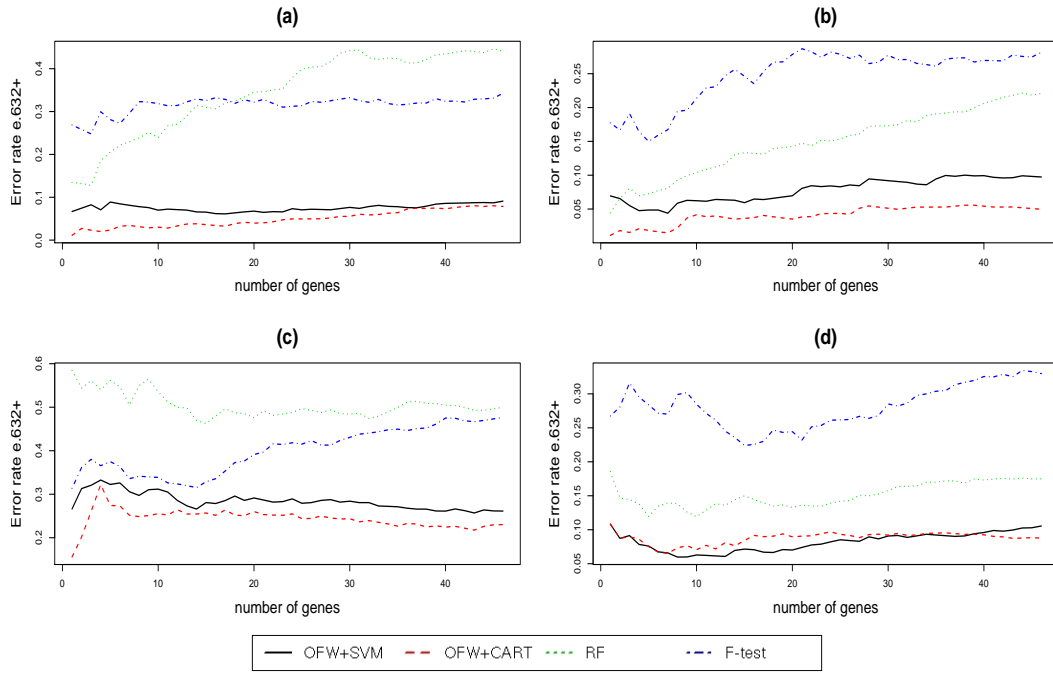 (a)
Error rate e.632+
0.0 0.1 0.2 0.3 0.4
0 10 20 30 40
number of genes
(b)
Error rate e.632+
0.05 0.10 0.15 0.20 0.25
0 10 20 30 40
number of genes
(c)
Error rate e.632+
0.2 0.3 0.4 0.5 0.6
0 10 20 30 40
number of genes
(d)
Error rate e.632+
0.05 0.10 0.15 0.20 0.25 0.30
0 10 20 30 40
number of genes
OFW+SVM OFW+CART RF F-test